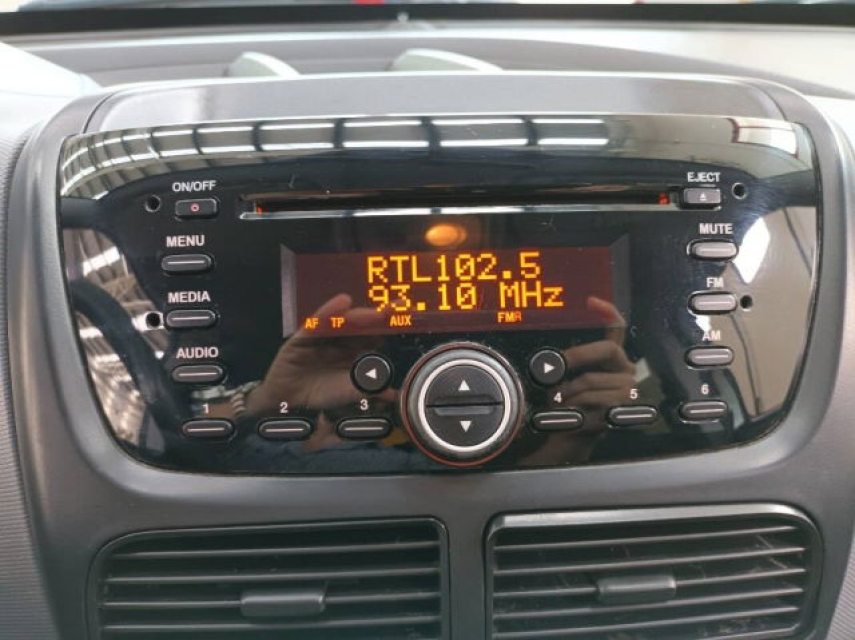 ON/OFF
EJECT
MENU
MUTE
RTL102.5
93.10 MHz
MEDIA
FM
AF TP AUX FMR
AUDIO
AM
1 2 3 4 5 6